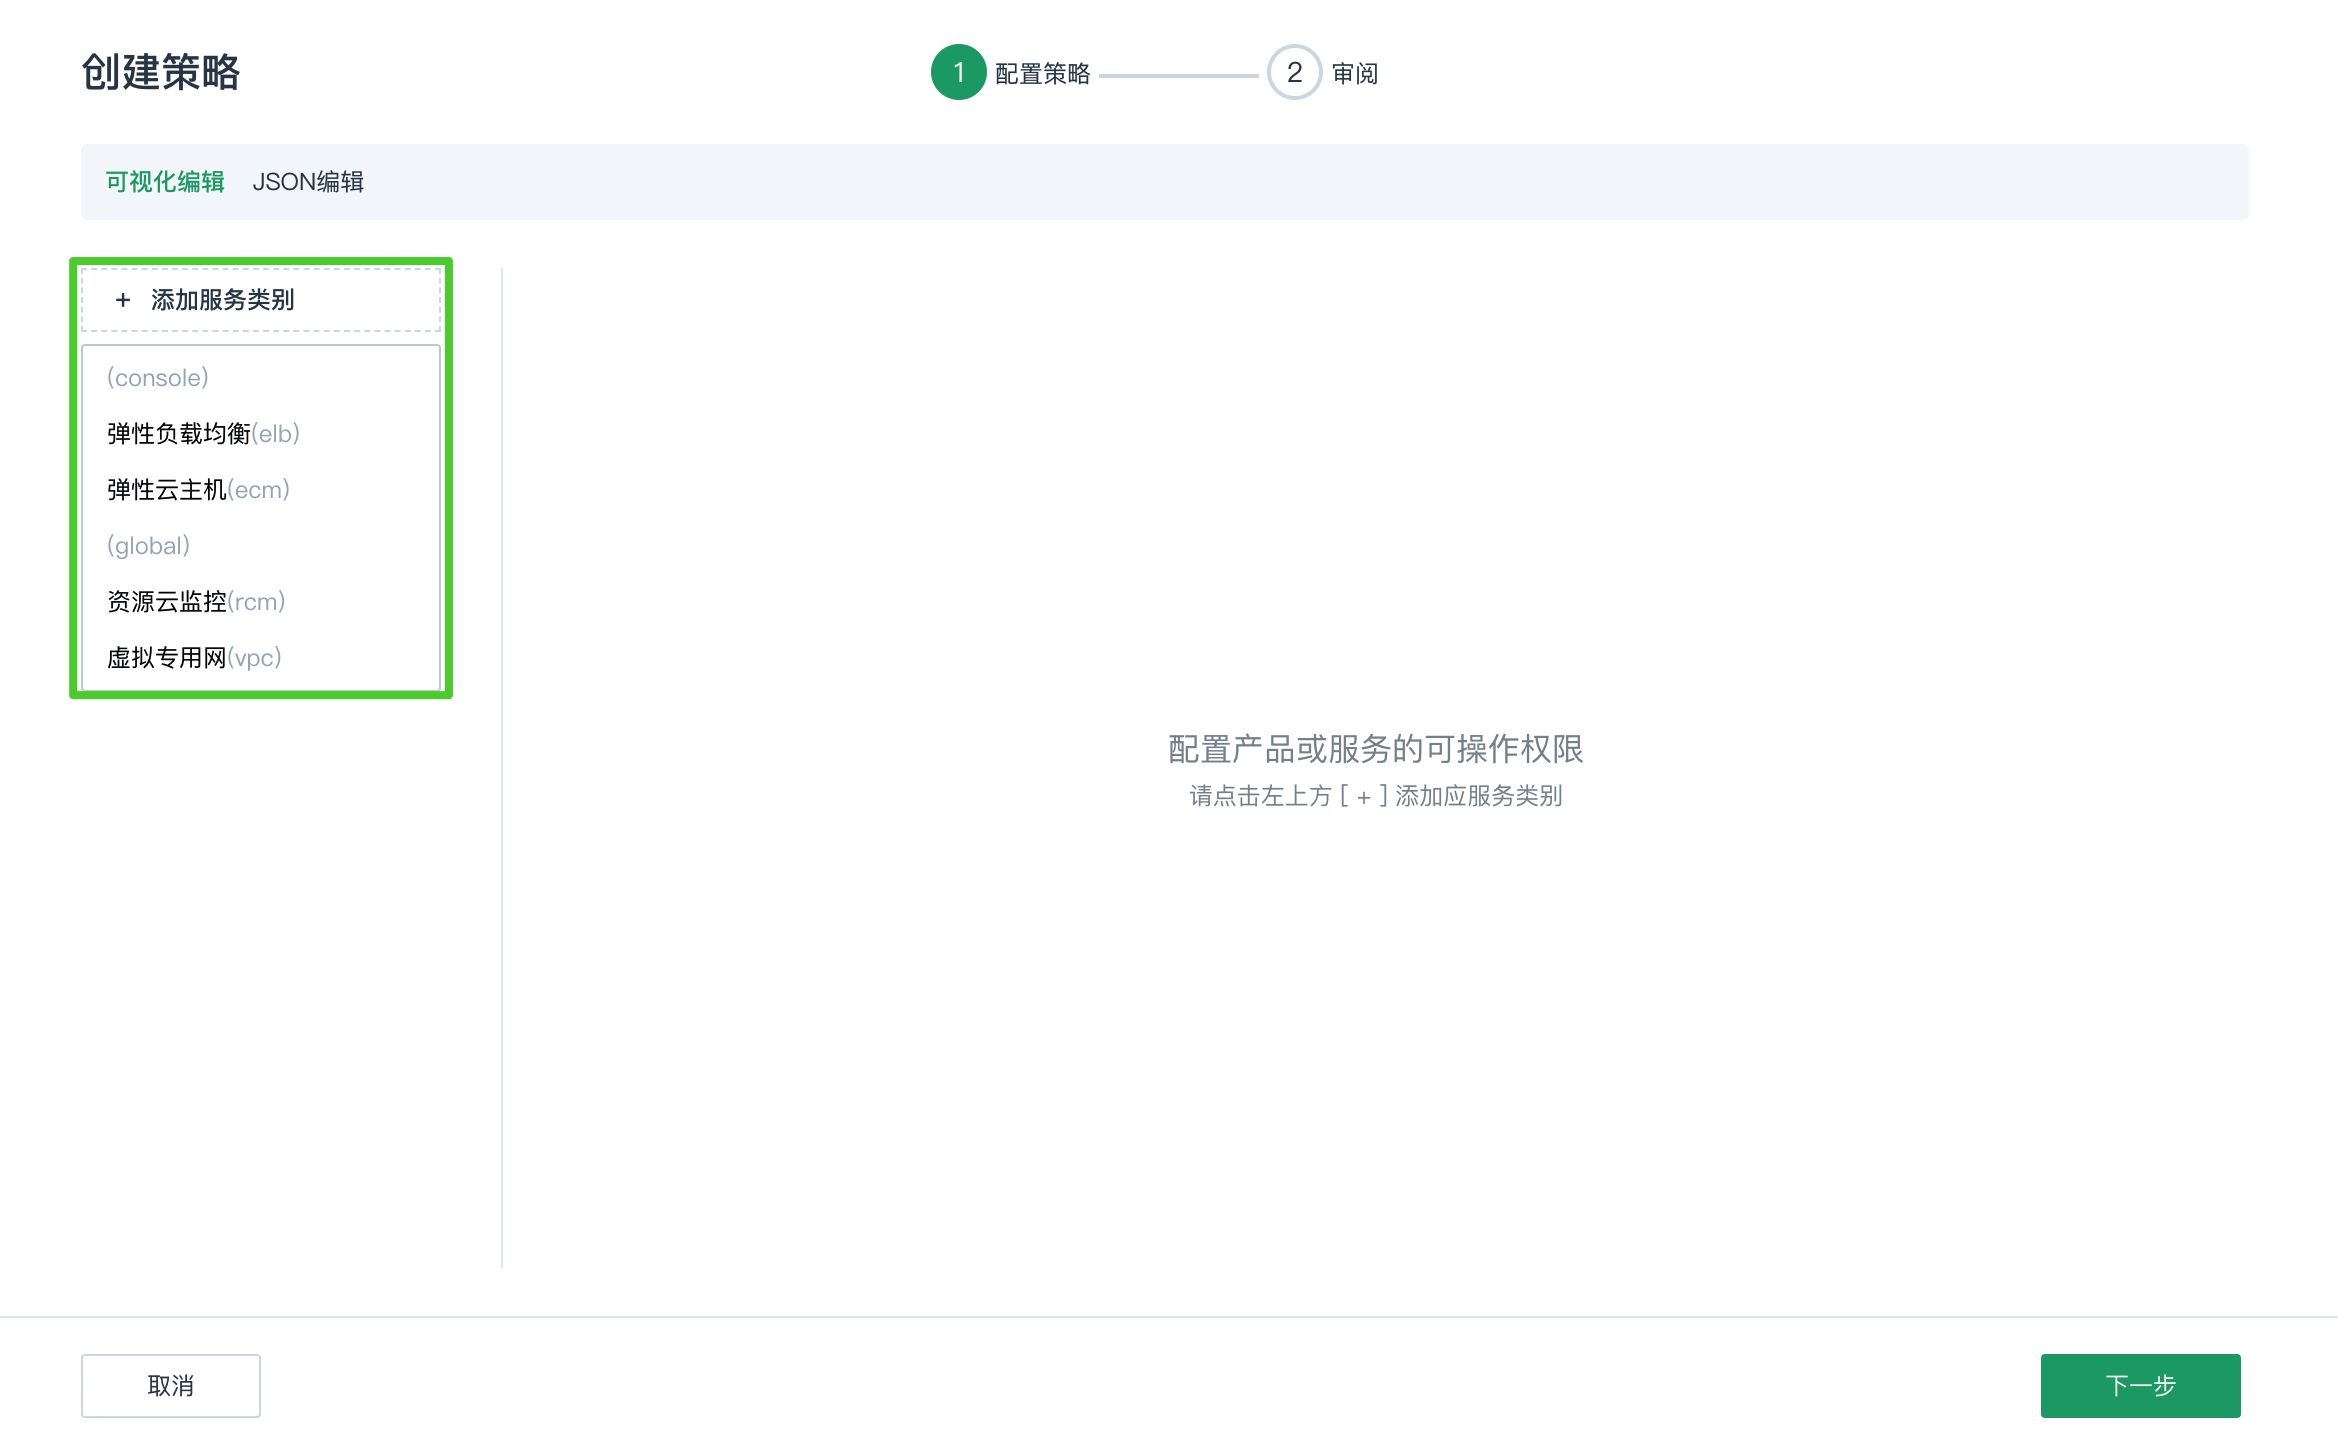 创建策略
1 配置策略 2 审阅
可视化编辑 JSON编辑
+ 添加服务类别
(console)
弹性负载均衡(elb)
弹性云主机(ecm)
(global)
资源云监控(rcm)
虚拟专用网(vpc)
配置产品或服务的可操作权限
请点击左上方 [ + ] 添加应服务类别
取消 下一步